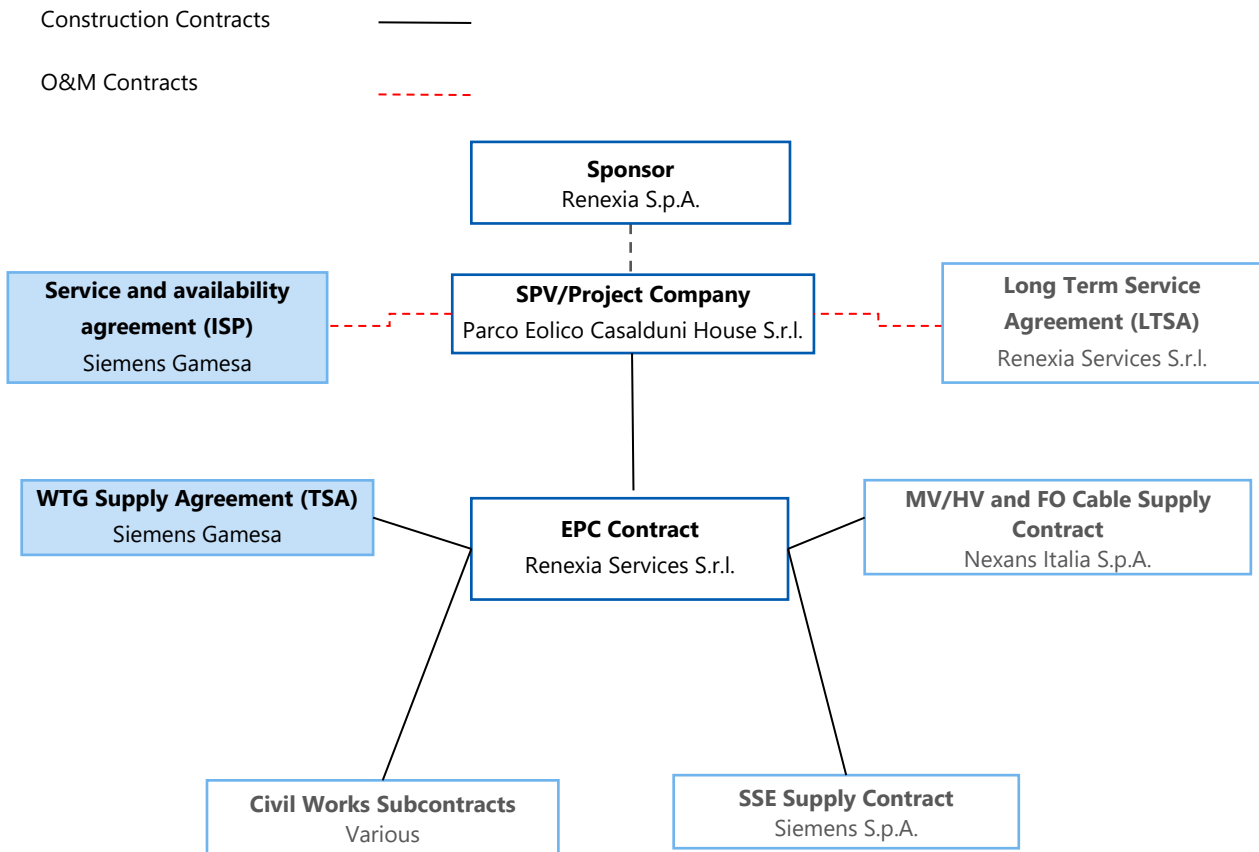 Construction Contracts
O&M Contracts
Sponsor
Renexia S.p.A.
Service and availability
agreement (ISP)
Siemens Gamesa
SPV/Project Company
Parco Eolico Casalduni House S.r.l.
Long Term Service
Agreement (LTSA)
Renexia Services S.r.l.
WTG Supply Agreement (TSA)
Siemens Gamesa
EPC Contract
Renexia Services S.r.l.
MV/HV and FO Cable Supply
Contract
Nexans Italia S.p.A.
Civil Works Subcontracts
Various
SSE Supply Contract
Siemens S.p.A.